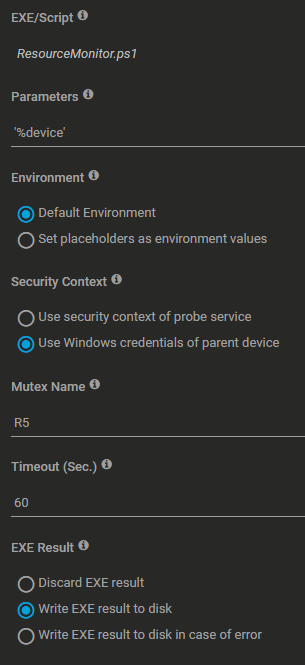 EXE/Script
ResourceMonitor.ps1
Parameters
'%device'
Environment
Default Environment
Set placeholders as environment values
Security Context
Use security context of probe service
Use Windows credentials of parent device
Mutex Name
R5
Timeout (Sec.)
60
EXE Result
Discard EXE result
Write EXE result to disk
Write EXE result to disk in case of error